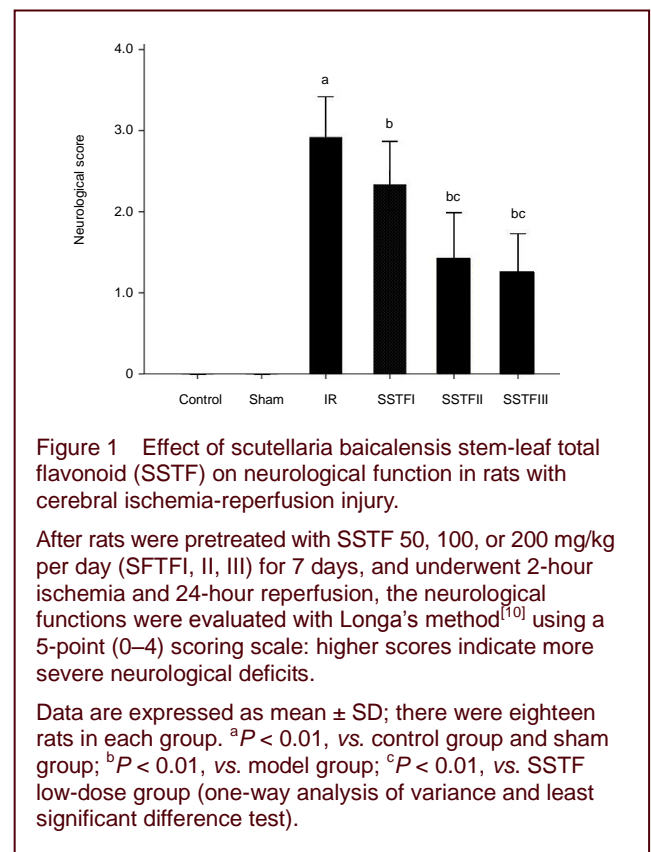 4.0
a
3.0
b
Neurological score
bc
bc
2.0
1.0
0
Control Sham IR SSTFI SSTFII SSTFIII
Figure 1 Effect of scutellaria baicalensis stem-leaf total
flavonoid (SSTF) on neurological function in rats with
cerebral ischemia-reperfusion injury.
After rats were pretreated with SSTF 50, 100, or 200 mg/kg
per day (SFTFI, II, III) for 7 days, and underwent 2-hour
ischemia and 24-hour reperfusion, the neurological
functions were evaluated with Longa's method[10] using a
5-point (0–4) scoring scale: higher scores indicate more
severe neurological deficits.
Data are expressed as mean ± SD; there were eighteen
rats in each group. aP < 0.01, vs. control group and sham
group; bP < 0.01, vs. model group; cP < 0.01, vs. SSTF
low-dose group (one-way analysis of variance and least
significant difference test).